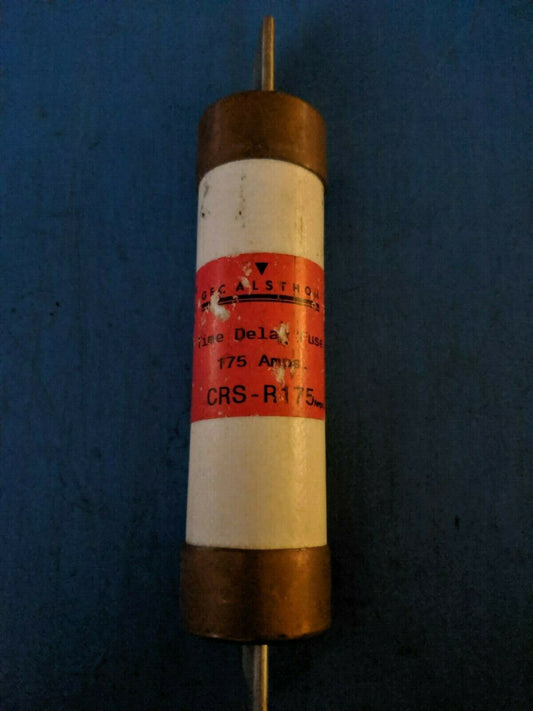 GEC ALSTHOM
Time Delay Fuse
175 Amps.
CRS-R175